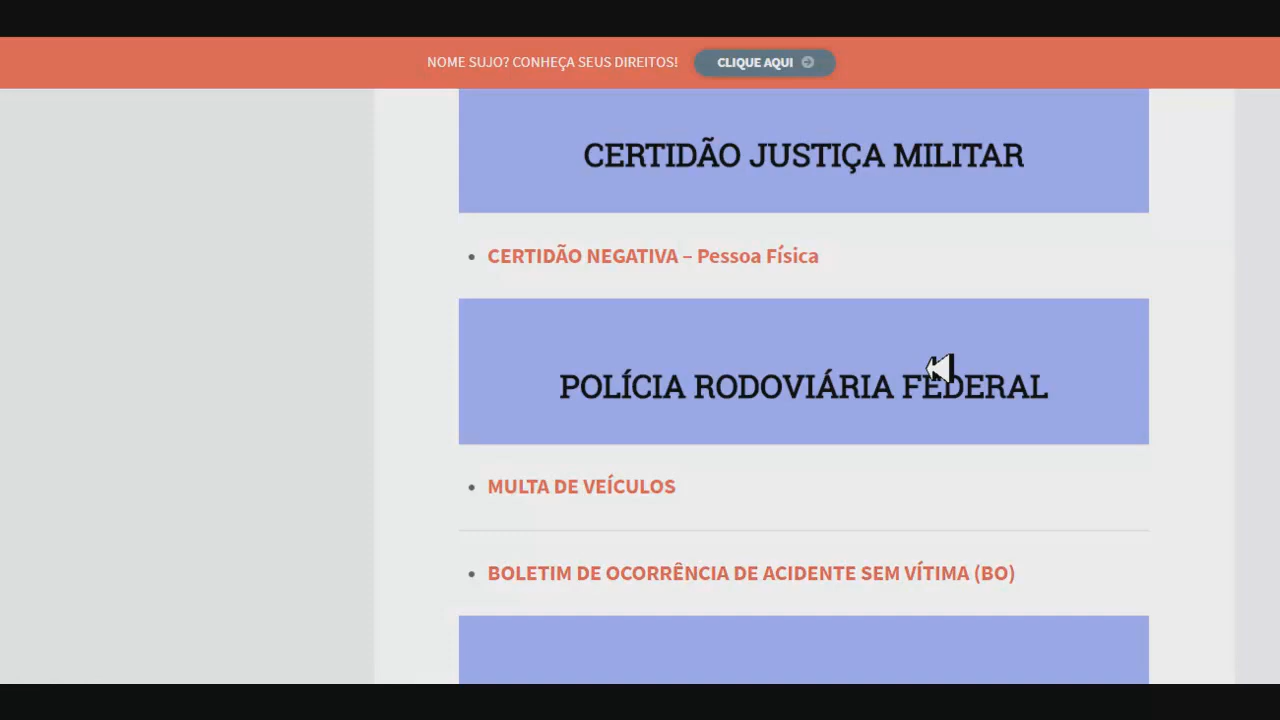 NOME SUJO? CONHEÇA SEUS DIREITOS! CLIQUE AQUI
CERTIDÃO JUSTIÇA MILITAR
• CERTIDÃO NEGATIVA – Pessoa Física
POLÍCIA RODOVIÁRIA FEDERAL
• MULTA DE VEÍCULOS
• BOLETIM DE OCORRÊNCIA DE ACIDENTE SEM VÍTIMA (BO)